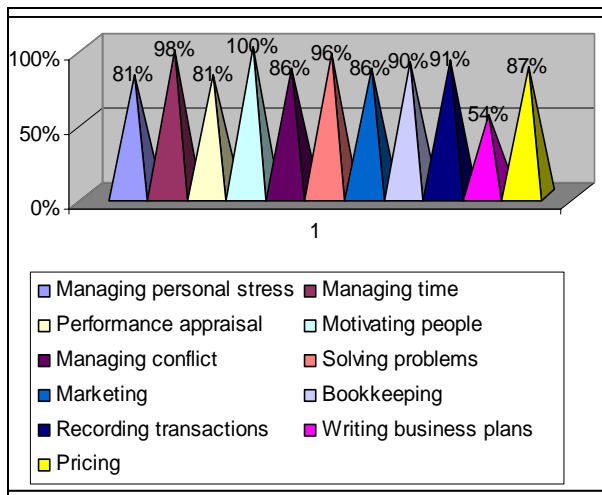 100%
50%
0%
81%
98%
81%
100%
86%
96%
86%
90%
91%
54%
87%
1
Managing personal stress
Managing time
Performance appraisal
Motivating people
Managing conflict
Solving problems
Marketing
Bookkeeping
Recording transactions
Writing business plans
Pricing